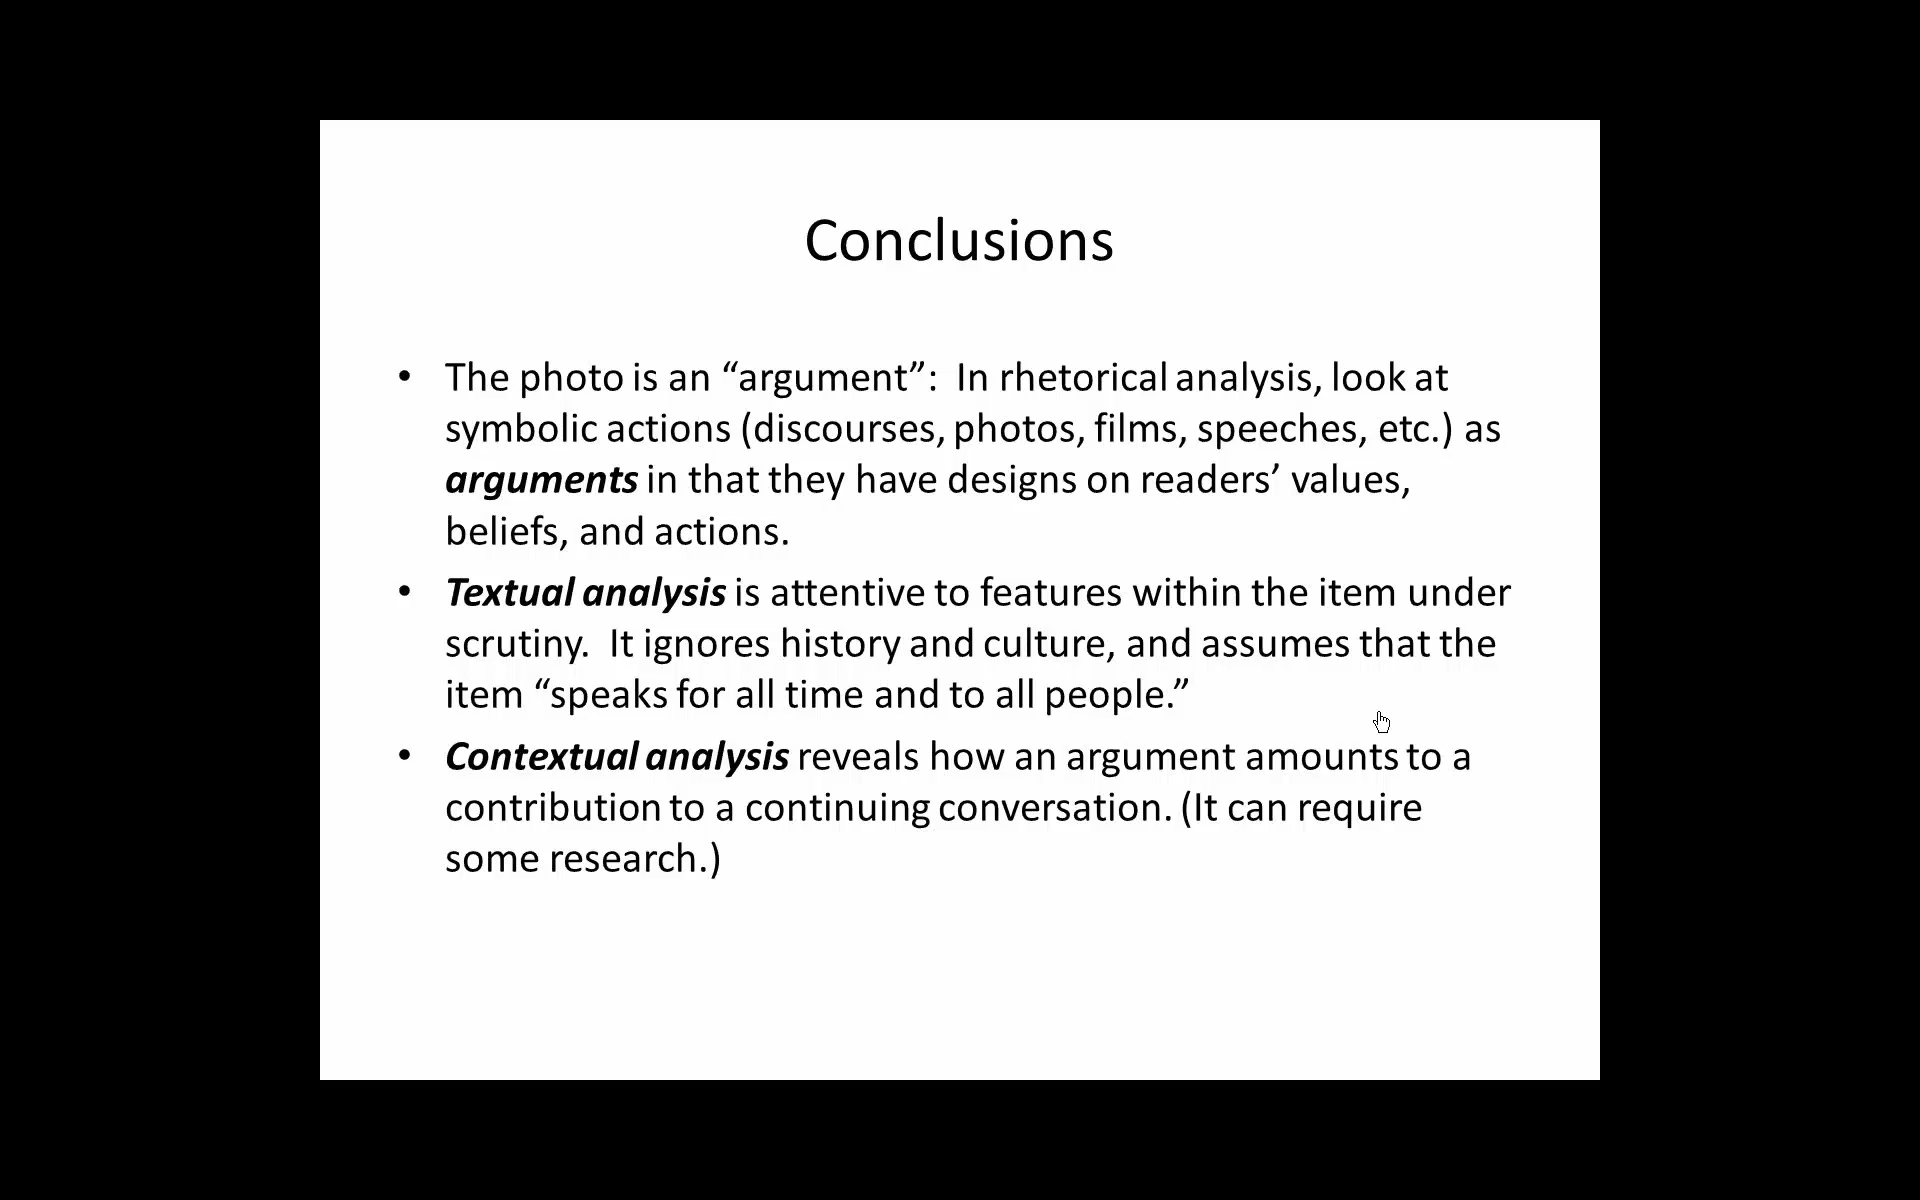 Conclusions
• The photo is an “argument”:  In rhetorical analysis, look at
symbolic actions (discourses, photos, films, speeches, etc.) as
arguments in that they have designs on readers’ values,
beliefs, and actions.
• Textual analysis is attentive to features within the item under
scrutiny.  It ignores history and culture, and assumes that the
item “speaks for all time and to all people.”
• Contextual analysis reveals how an argument amounts to a
contribution to a continuing conversation. (It can require
some research.)